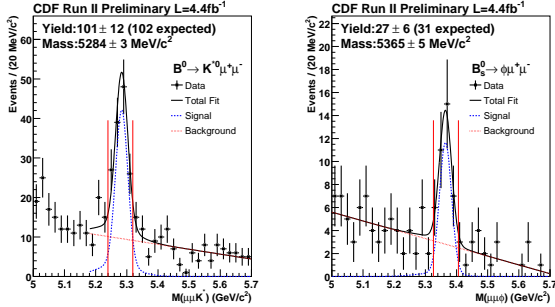 CDF Run II Preliminary L=4.4fb⁻¹
Events / (20 MeV/c²)
Yield:101± 12 (102 expected)
Mass:5284 ± 3 MeV/c²
B⁰→ K*⁰μ⁺μ⁻
Data
Total Fit
Signal
Background
60
50
40
30
20
10
0
5 5.1 5.2 5.3 5.4 5.5 5.6 5.7
M(μμK) (GeV/c²)
CDF Run II Preliminary L=4.4fb⁻¹
Events / (20 MeV/c²)
Yield:27± 6 (31 expected)
Mass:5365 ± 5 MeV/c²
B⁰ₛ→ φμ⁺μ⁻
Data
Total Fit
Signal
Background
22
20
18
16
14
12
10
8
6
4
2
0
5 5.1 5.2 5.3 5.4 5.5 5.6 5.7
M(μμφ) (GeV/c²)